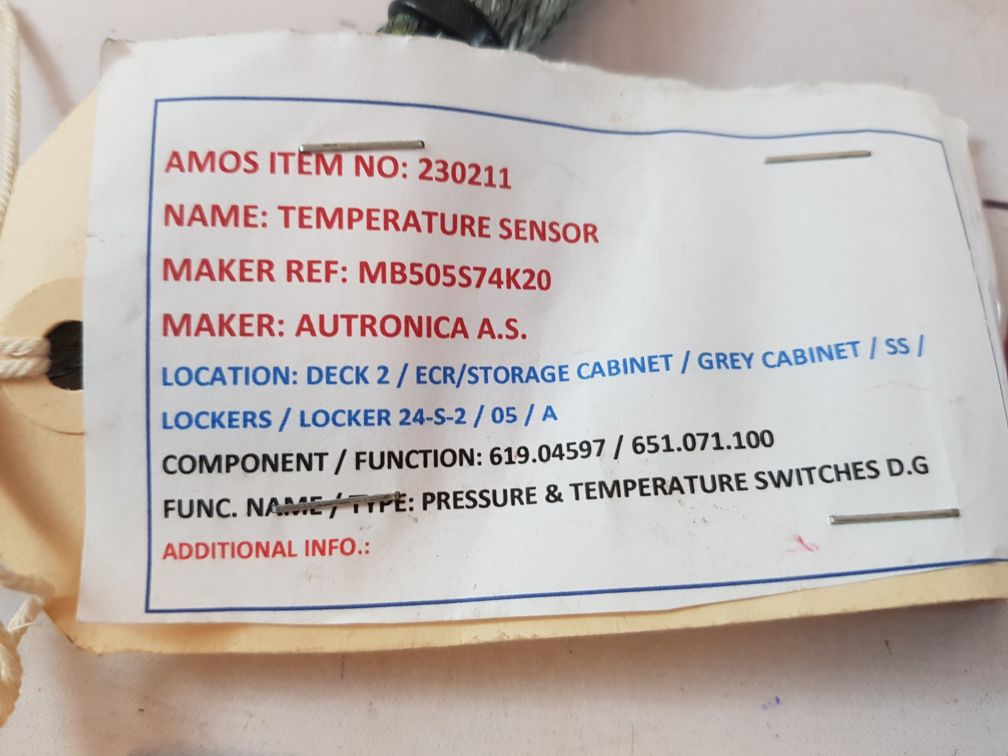 AMOS ITEM NO: 230211
NAME: TEMPERATURE SENSOR
MAKER REF: MB505S74K20
MAKER: AUTRONICA A.S.
LOCATION: DECK 2 / ECR/STORAGE CABINET / GREY CABINET / SS /
LOCKERS / LOCKER 24-S-2 / 05 / A
COMPONENT / FUNCTION: 619.04597 / 651.071.100
FUNC. NAME / TYPE: PRESSURE & TEMPERATURE SWITCHES D.G
ADDITIONAL INFO.: